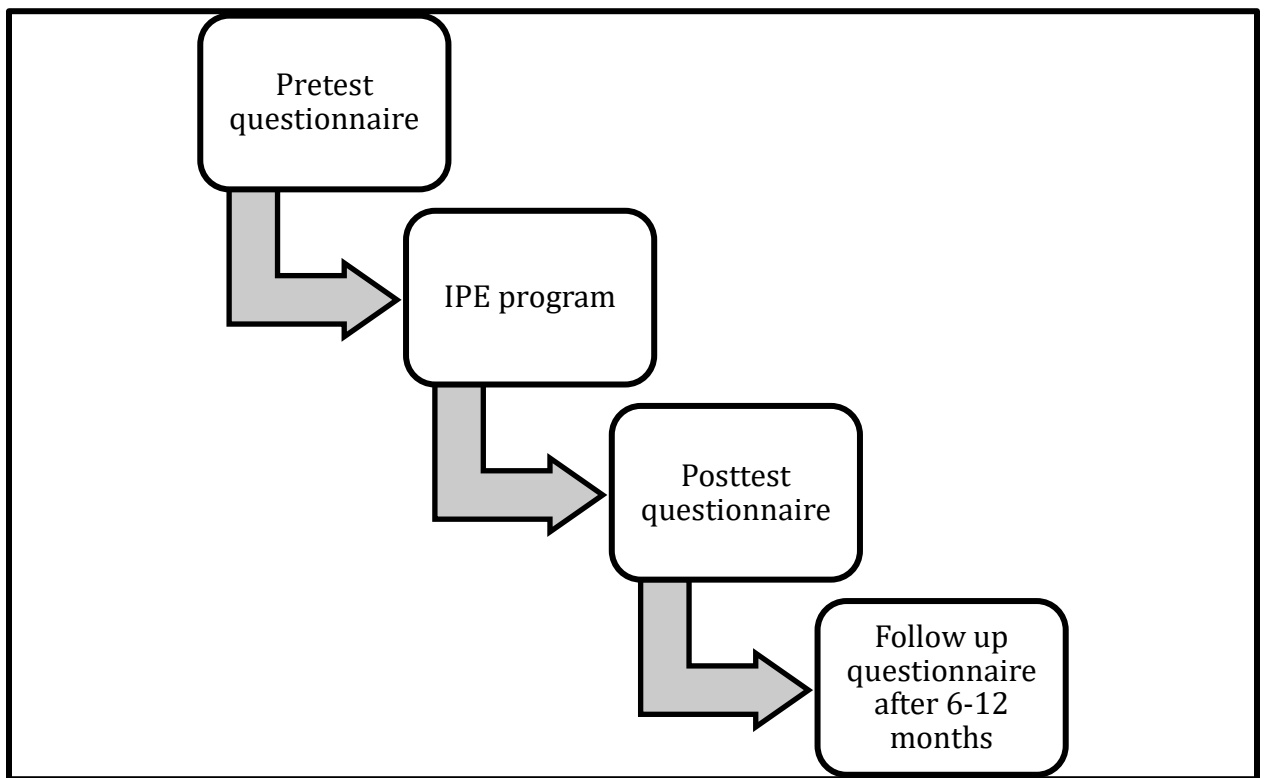 Pretest
questionnaire
IPE program
Posttest
questionnaire
Follow up
questionnaire
after 6-12
months